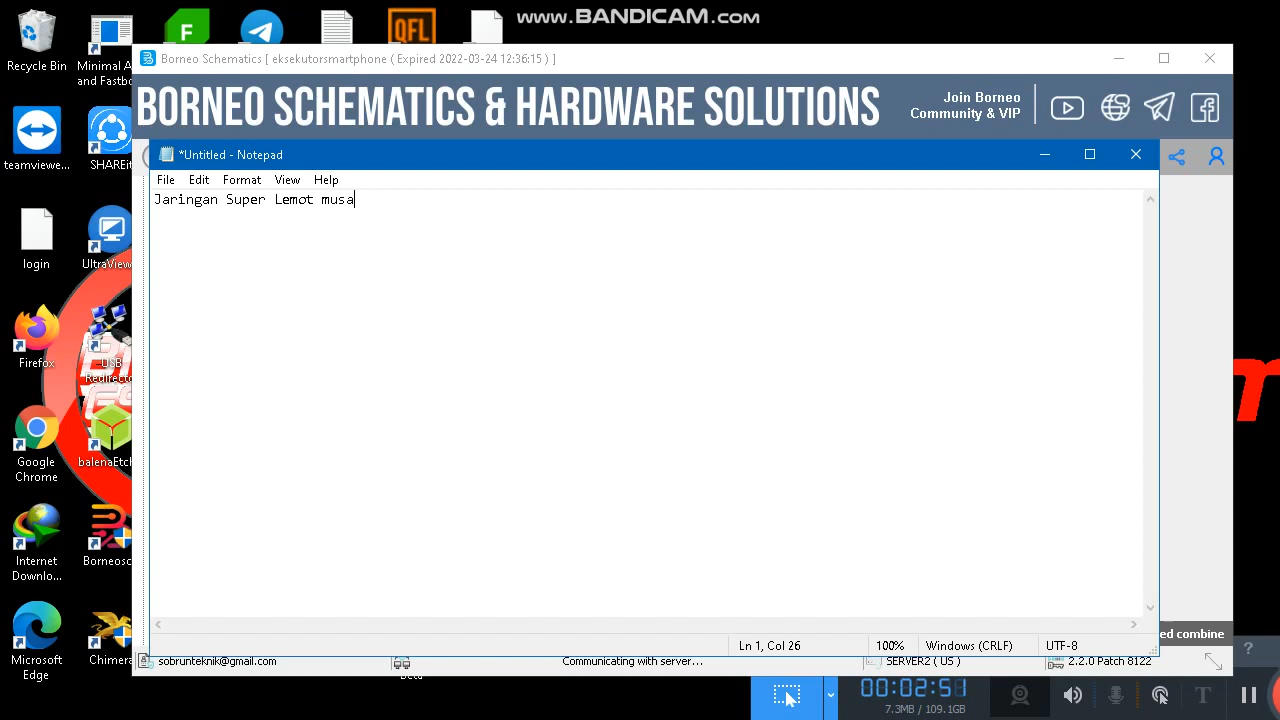 www.BANDICAM.com
Recycle Bin
Minimal A
and Fastbo
F
QFL
Borneo Schematics [ eksekutorsmartphone ( Expired 2022-03-24 12:36:15 ) ]
BORNEO SCHEMATICS & HARDWARE SOLUTIONS
Join Borneo
Community & VIP
*Untitled - Notepad
File Edit Format View Help
Jaringan Super Lemot musa
teamviewe...
SHAREit
login
UltraView
Firefox
USB
Redirecto
Google
Chrome
balenaEtch
Internet
Downlo...
Borneosc
Microsoft
Edge
Chimera
Ln 1, Col 26
100%
Windows (CRLF)
UTF-8
ed combine
sobrunteknik@gmail.com
Communicating with server...
SERVER2 ( US )
2.2.01 Patch 8122
?
00:02:51
7.3MB / 109.1GB
T